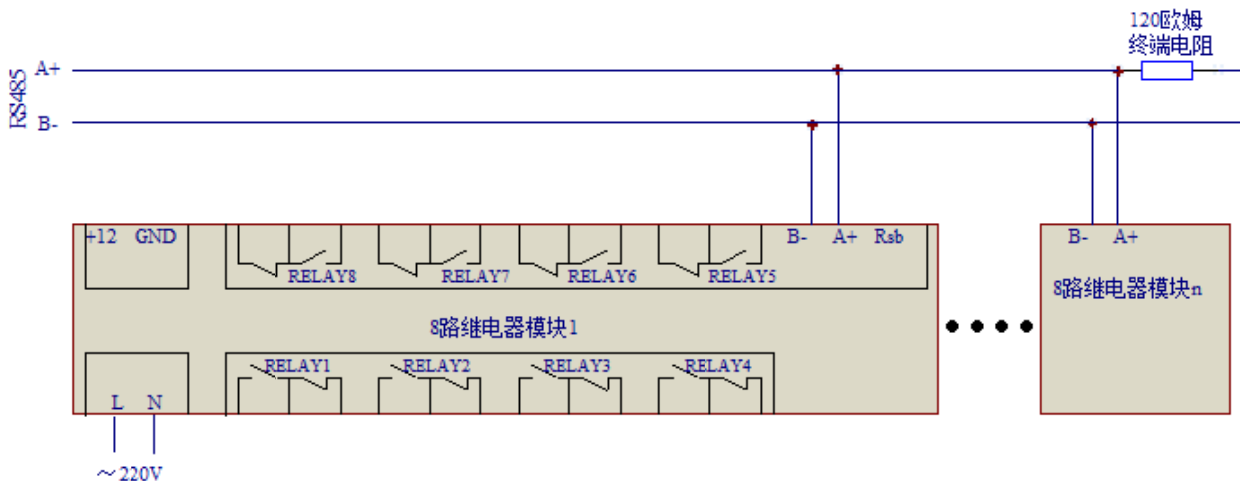 120欧姆
终端电阻
RS485
A+
B-
+12 GND
B- A+ Rsb
B- A+
RELAY8 RELAY7 RELAY6 RELAY5
8路继电器模块n
8路继电器模块1
RELAY1 RELAY2 RELAY3 RELAY4
L N
～220V